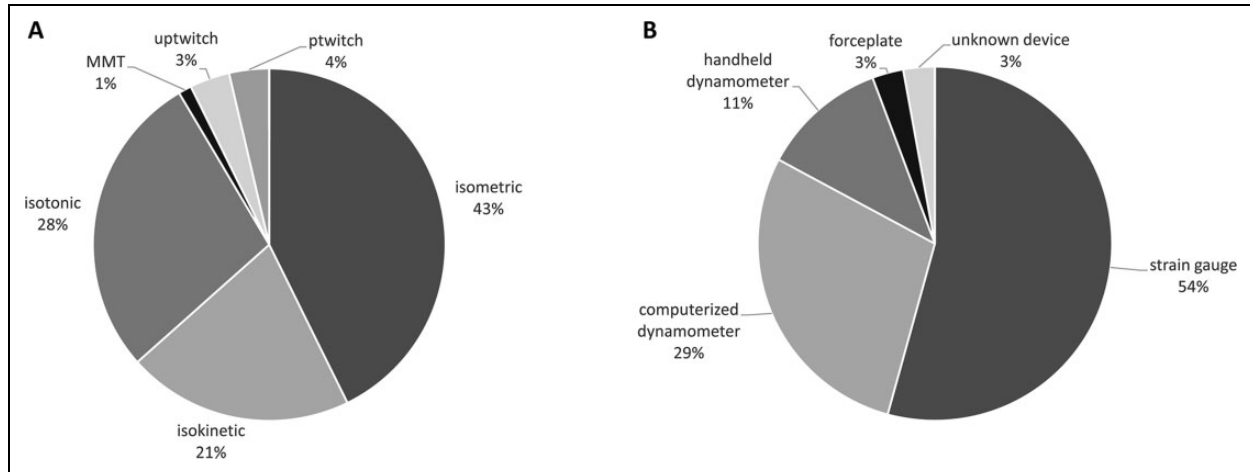 A
uptwitch
3%
ptwitch
4%
MMT
1%
isometric
43%
isotonic
28%
isokinetic
21%
B
forceplate
3%
unknown device
3%
handheld
dynamometer
11%
strain gauge
54%
computerized
dynamometer
29%